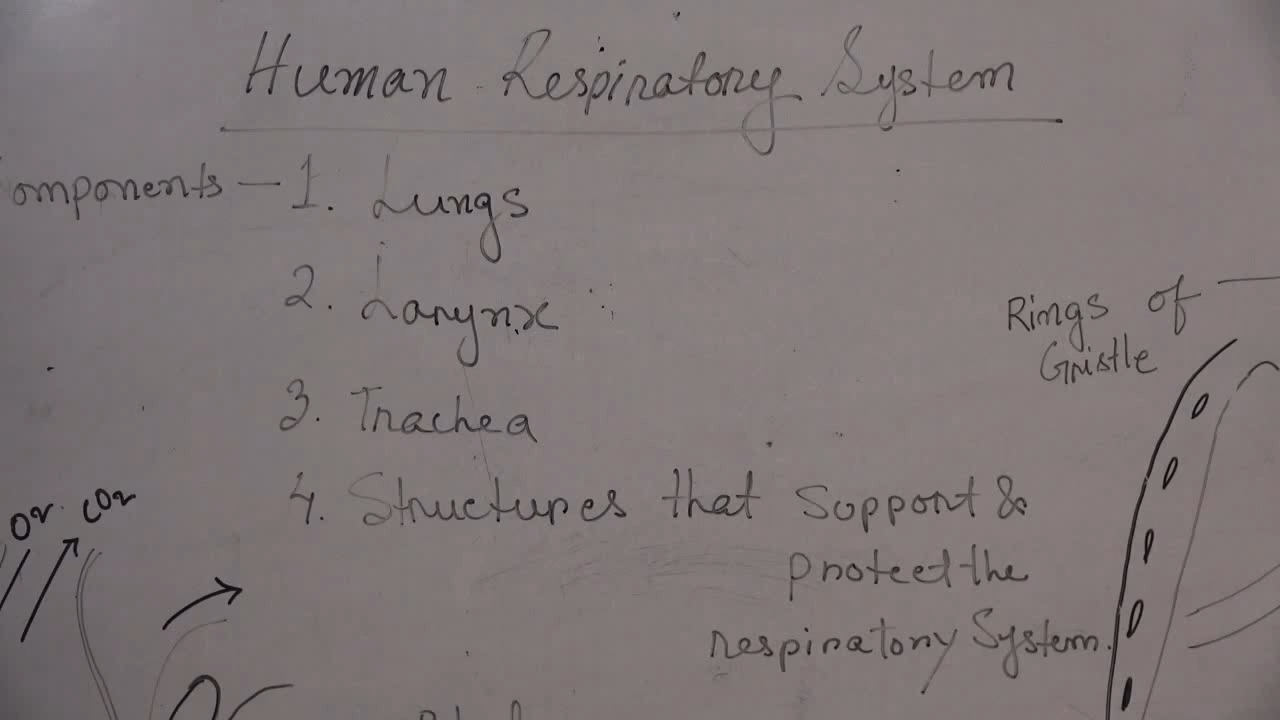 Human Respiratory System
omponents – 1. Lungs
2. Larynx
3. Trachea
4. Structures that Support &
protect the
respiratory System.
Rings of
Gristle
O2 CO2